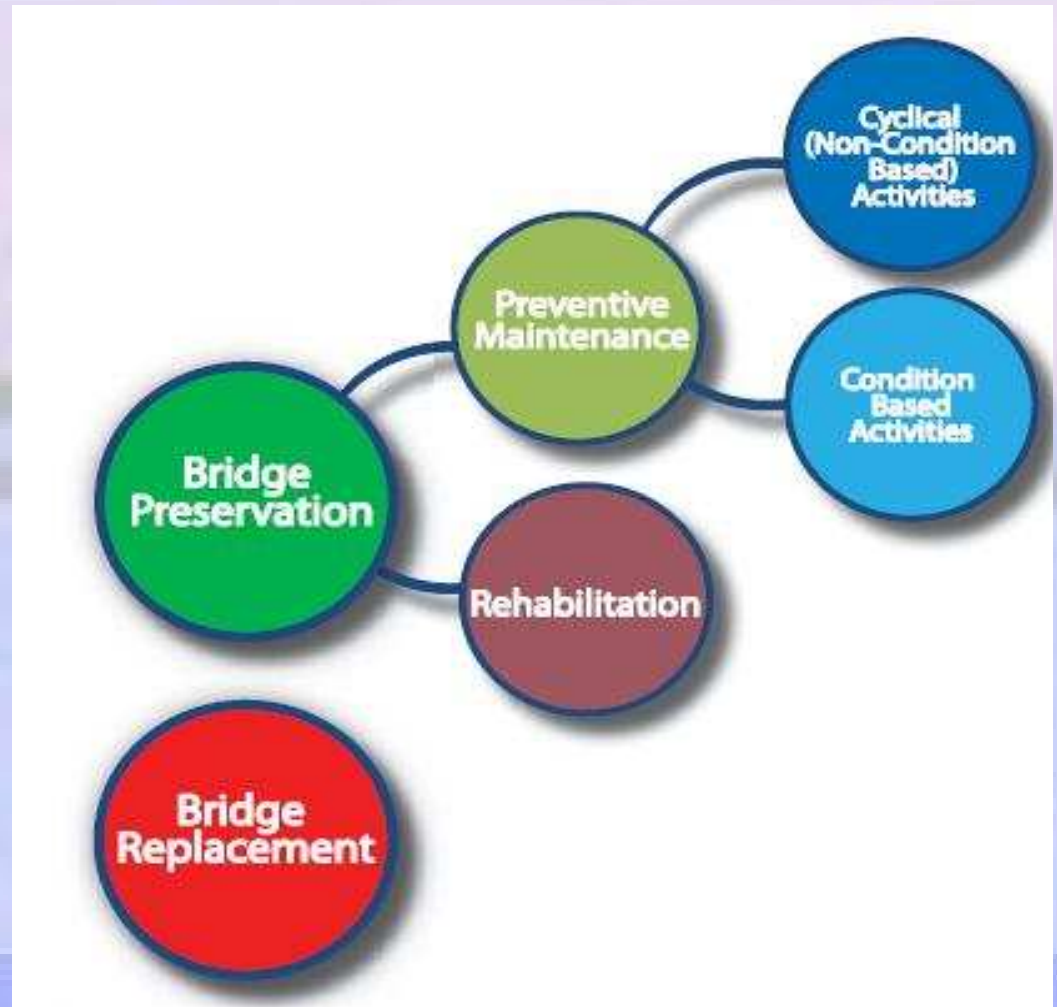 Cyclical
(Non-Condition
Based)
Activities
Preventive
Maintenance
Condition
Based
Activities
Bridge
Preservation
Rehabilitation
Bridge
Replacement